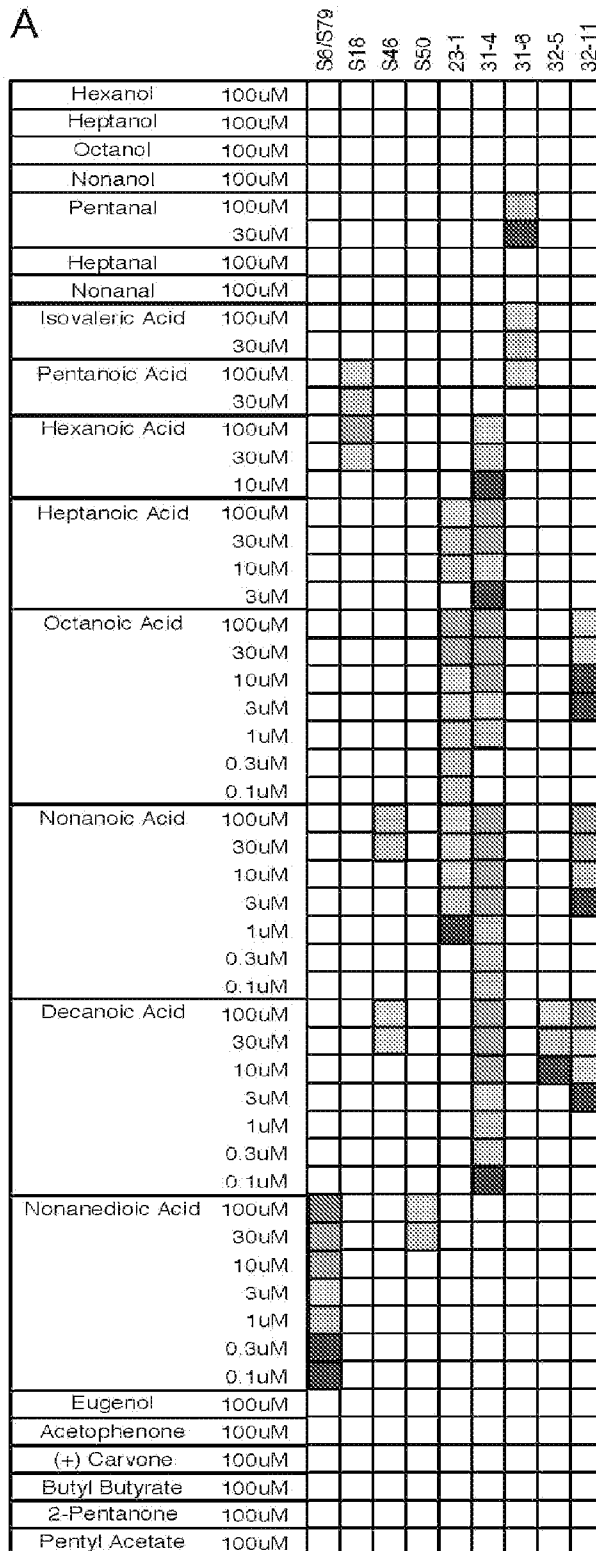 A
S6/S79 S18 S46 S50 23-1 31-4 31-6 32-5 32-11
Hexanol 100uM
Heptanol 100uM
Octanol 100uM
Nonanol 100uM
Pentanal 100uM
30uM
Heptanal 100uM
Nonanal 100uM
Isovaleric Acid 100uM
30uM
Pentanoic Acid 100uM
30uM
Hexanoic Acid 100uM
30uM
10uM
Heptanoic Acid 100uM
30uM
10uM
3uM
Octanoic Acid 100uM
30uM
10uM
3uM
1uM
0.3uM
0.1uM
Nonanoic Acid 100uM
30uM
10uM
3uM
1uM
0.3uM
0.1uM
Decanoic Acid 100uM
30uM
10uM
3uM
1uM
0.3uM
0.1uM
Nonanedioic Acid 100uM
30uM
10uM
3uM
1uM
0.3uM
0.1uM
Eugenol 100uM
Acetophenone 100uM
(+) Carvone 100uM
Butyl Butyrate 100uM
2-Pentanone 100uM
Pentyl Acetate 100uM